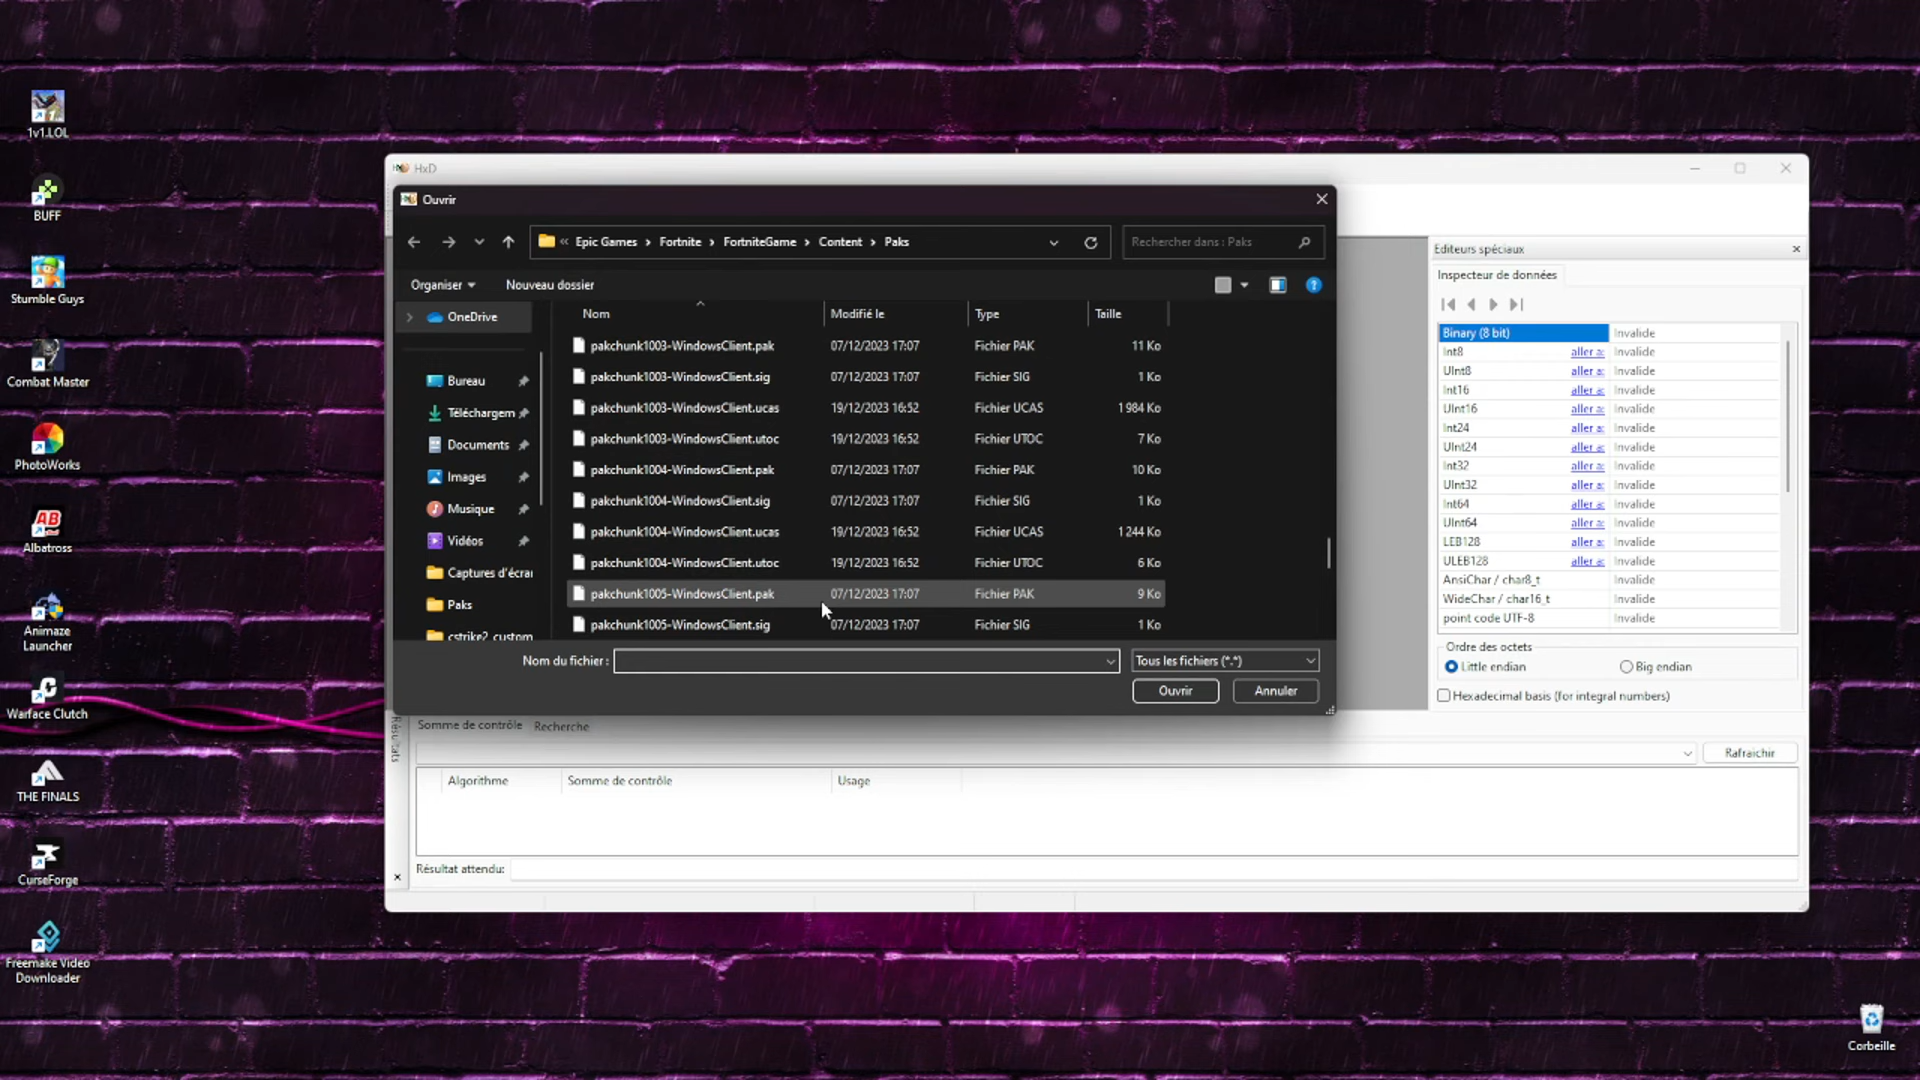 1v1.LOL
BUFF
Stumble Guys
Combat Master
PhotoWorks
Albatross
Animaze
Launcher
Warface Clutch
THE FINALS
CurseForge
Freemake Video
Downloader
Corbeille
HxD
Ouvrir
« Epic Games > Fortnite > FortniteGame > Content > Paks
Rechercher dans : Paks
Organiser
Nouveau dossier
OneDrive
Bureau
Téléchargem
Documents
Images
Musique
Vidéos
Captures d'écrai
Paks
cstrike2_custom
Nom Modifié le Type Taille
pakchunk1003-WindowsClient.pak 07/12/2023 17:07 Fichier PAK 11 Ko
pakchunk1003-WindowsClient.sig 07/12/2023 17:07 Fichier SIG 1 Ko
pakchunk1003-WindowsClient.ucas 19/12/2023 16:52 Fichier UCAS 1 984 Ko
pakchunk1003-WindowsClient.utoc 19/12/2023 16:52 Fichier UTOC 7 Ko
pakchunk1004-WindowsClient.pak 07/12/2023 17:07 Fichier PAK 10 Ko
pakchunk1004-WindowsClient.sig 07/12/2023 17:07 Fichier SIG 1 Ko
pakchunk1004-WindowsClient.ucas 19/12/2023 16:52 Fichier UCAS 1 244 Ko
pakchunk1004-WindowsClient.utoc 19/12/2023 16:52 Fichier UTOC 6 Ko
pakchunk1005-WindowsClient.pak 07/12/2023 17:07 Fichier PAK 9 Ko
pakchunk1005-WindowsClient.sig 07/12/2023 17:07 Fichier SIG 1 Ko
Nom du fichier :
Tous les fichiers (*.*)
Ouvrir
Annuler
Editeurs spéciaux
Inspecteur de données
Binary (8 bit) Invalide
Int8 aller a: Invalide
UInt8 aller a: Invalide
Int16 aller a: Invalide
UInt16 aller a: Invalide
Int24 aller a: Invalide
UInt24 aller a: Invalide
Int32 aller a: Invalide
UInt32 aller a: Invalide
Int64 aller a: Invalide
UInt64 aller a: Invalide
LEB128 aller a: Invalide
ULEB128 aller a: Invalide
AnsiChar / char8_t Invalide
WideChar / char16_t Invalide
point code UTF-8 Invalide
Ordre des octets
Little endian Big endian
Hexadecimal basis (for integral numbers)
Résultats
Somme de contrôle Recherche
Rafraichir
Algorithme Somme de contrôle Usage
Résultat attendu: